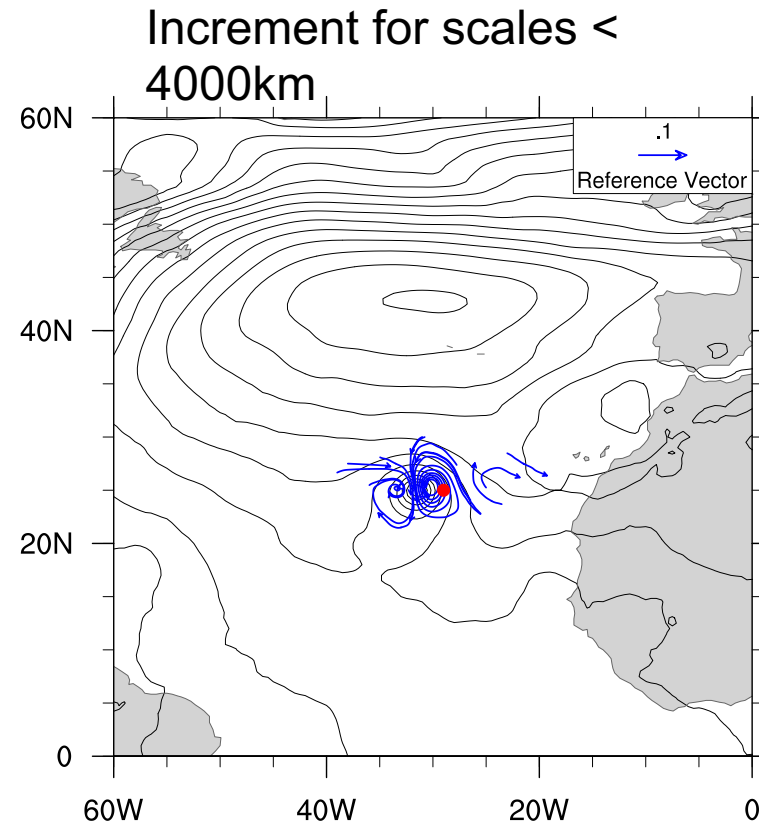 Increment for scales <
4000km
60N
.1
Reference Vector
40N
20N
0
60W 40W 20W 0